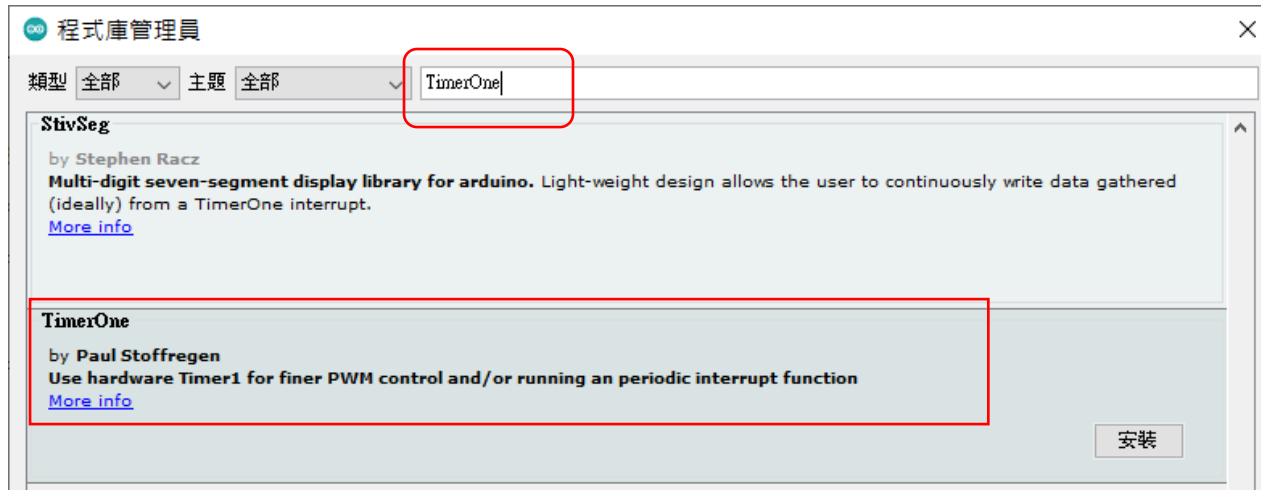 程式庫管理員
類型 全部 主題 全部 TimerOne
StivSeg
by Stephen Racz
Multi-digit seven-segment display library for arduino. Light-weight design allows the user to continuously write data gathered
(ideally) from a TimerOne interrupt.
More info
TimerOne
by Paul Stoffregen
Use hardware Timer1 for finer PWM control and/or running an periodic interrupt function
More info
安裝